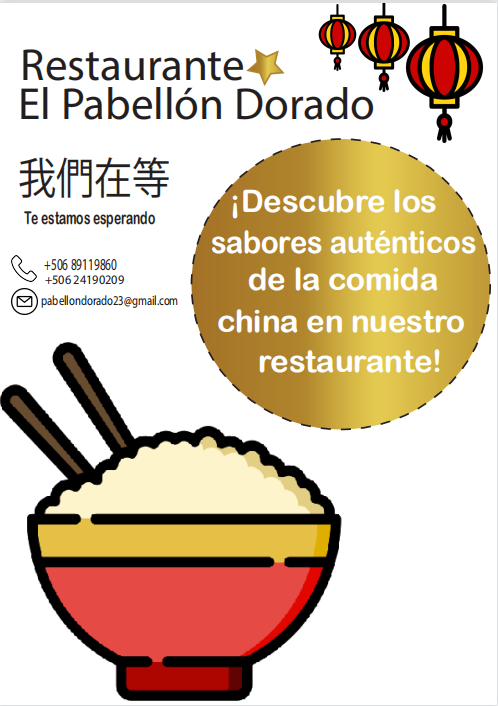 Restaurante
El Pabellón Dorado
我們在等
Te estamos esperando
+506 89119860
+506 24190209
pabellondorado23@gmail.com
¡Descubre los
sabores auténticos
de la comida
china en nuestro
restaurante!